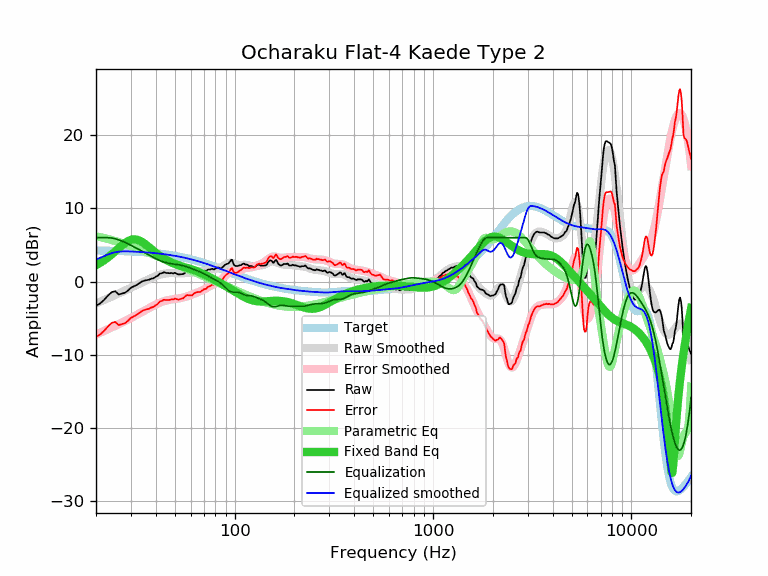 Ocharaku Flat-4 Kaede Type 2
Amplitude (dBr)
20
10
0
−10
−20
−30
Target
Raw Smoothed
Error Smoothed
Raw
Error
Parametric Eq
Fixed Band Eq
Equalization
Equalized smoothed
100
1000
10000
Frequency (Hz)